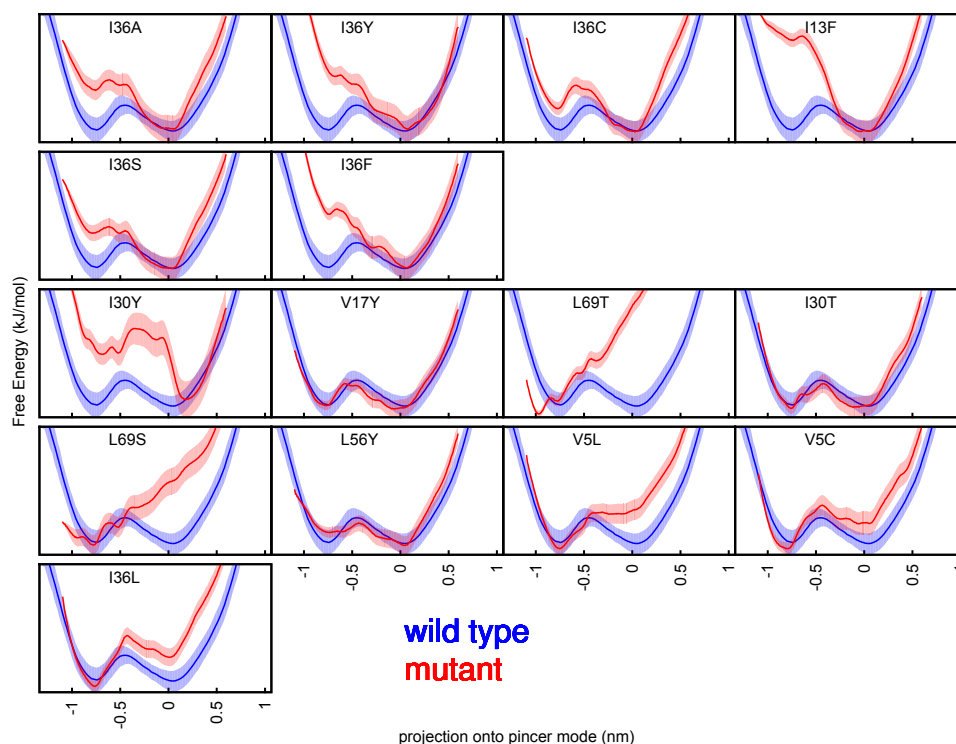 I36A I36Y I36C I13F
I36S I36F
I30Y V17Y L69T I30T
Free Energy (kJ/mol)
L69S L56Y V5L V5C
-1 -0.5 0 0.5 1 -1 -0.5 0 0.5 1 -1 -0.5 0 0.5 1
I36L
wild type
mutant
-1 -0.5 0 0.5 1
projection onto pincer mode (nm)